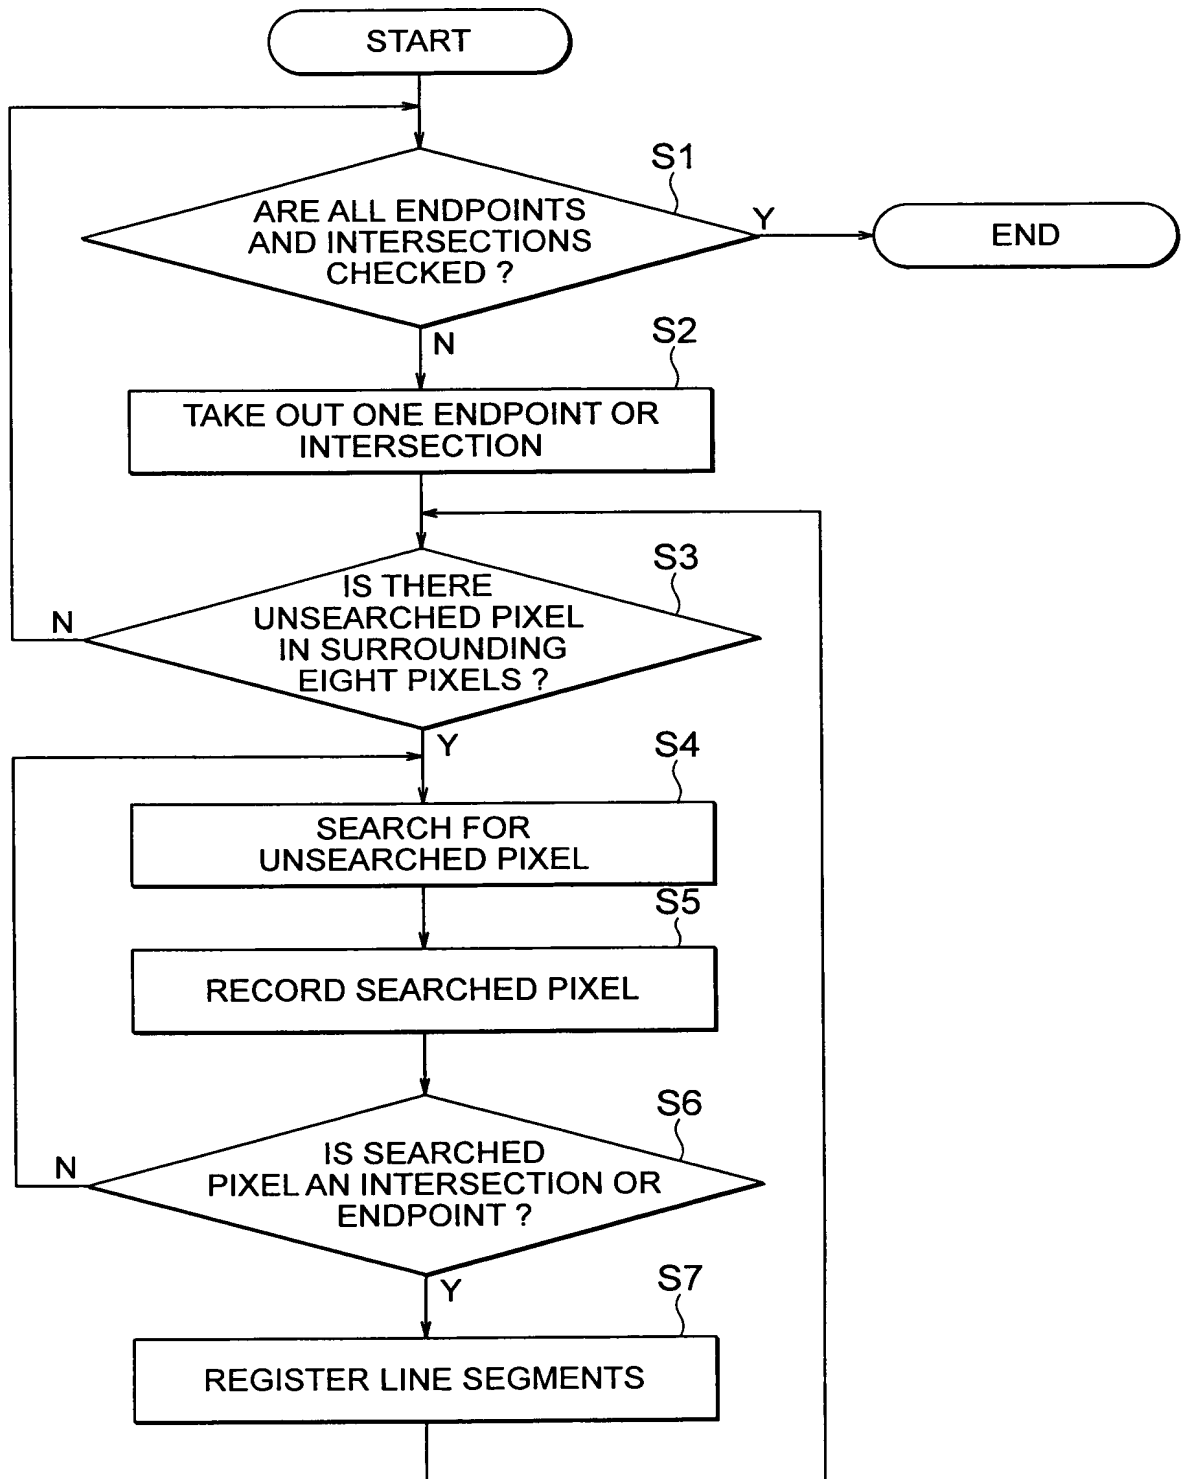 START
S1
ARE ALL ENDPOINTS
AND INTERSECTIONS
CHECKED ?
Y
END
N
S2
TAKE OUT ONE ENDPOINT OR
INTERSECTION
S3
IS THERE
UNSEARCHED PIXEL
IN SURROUNDING
EIGHT PIXELS ?
N
Y
S4
SEARCH FOR
UNSEARCHED PIXEL
S5
RECORD SEARCHED PIXEL
S6
IS SEARCHED
PIXEL AN INTERSECTION OR
ENDPOINT ?
N
Y
S7
REGISTER LINE SEGMENTS